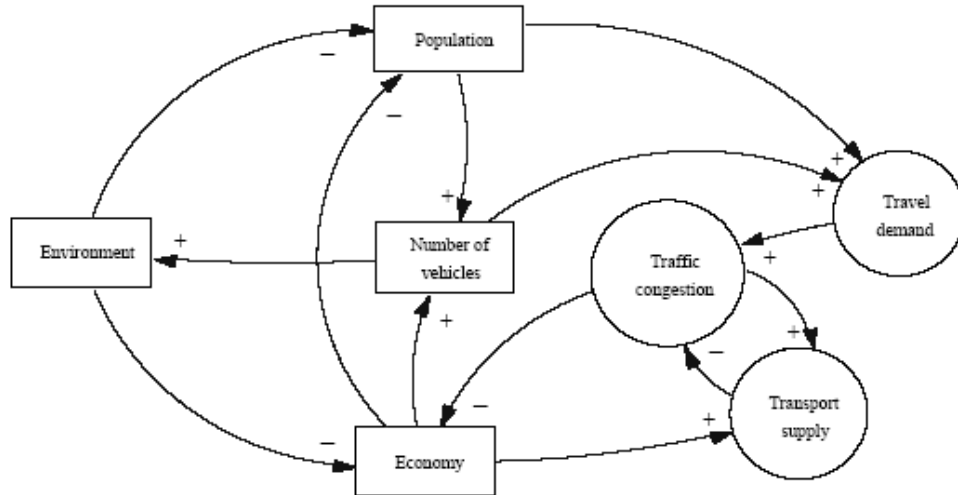 Population
−
−
+
+
+
Travel
demand
Environment
+
Number of
vehicles
Traffic
congestion
+
+
+
−
−
Transport
supply
−
Economy
+